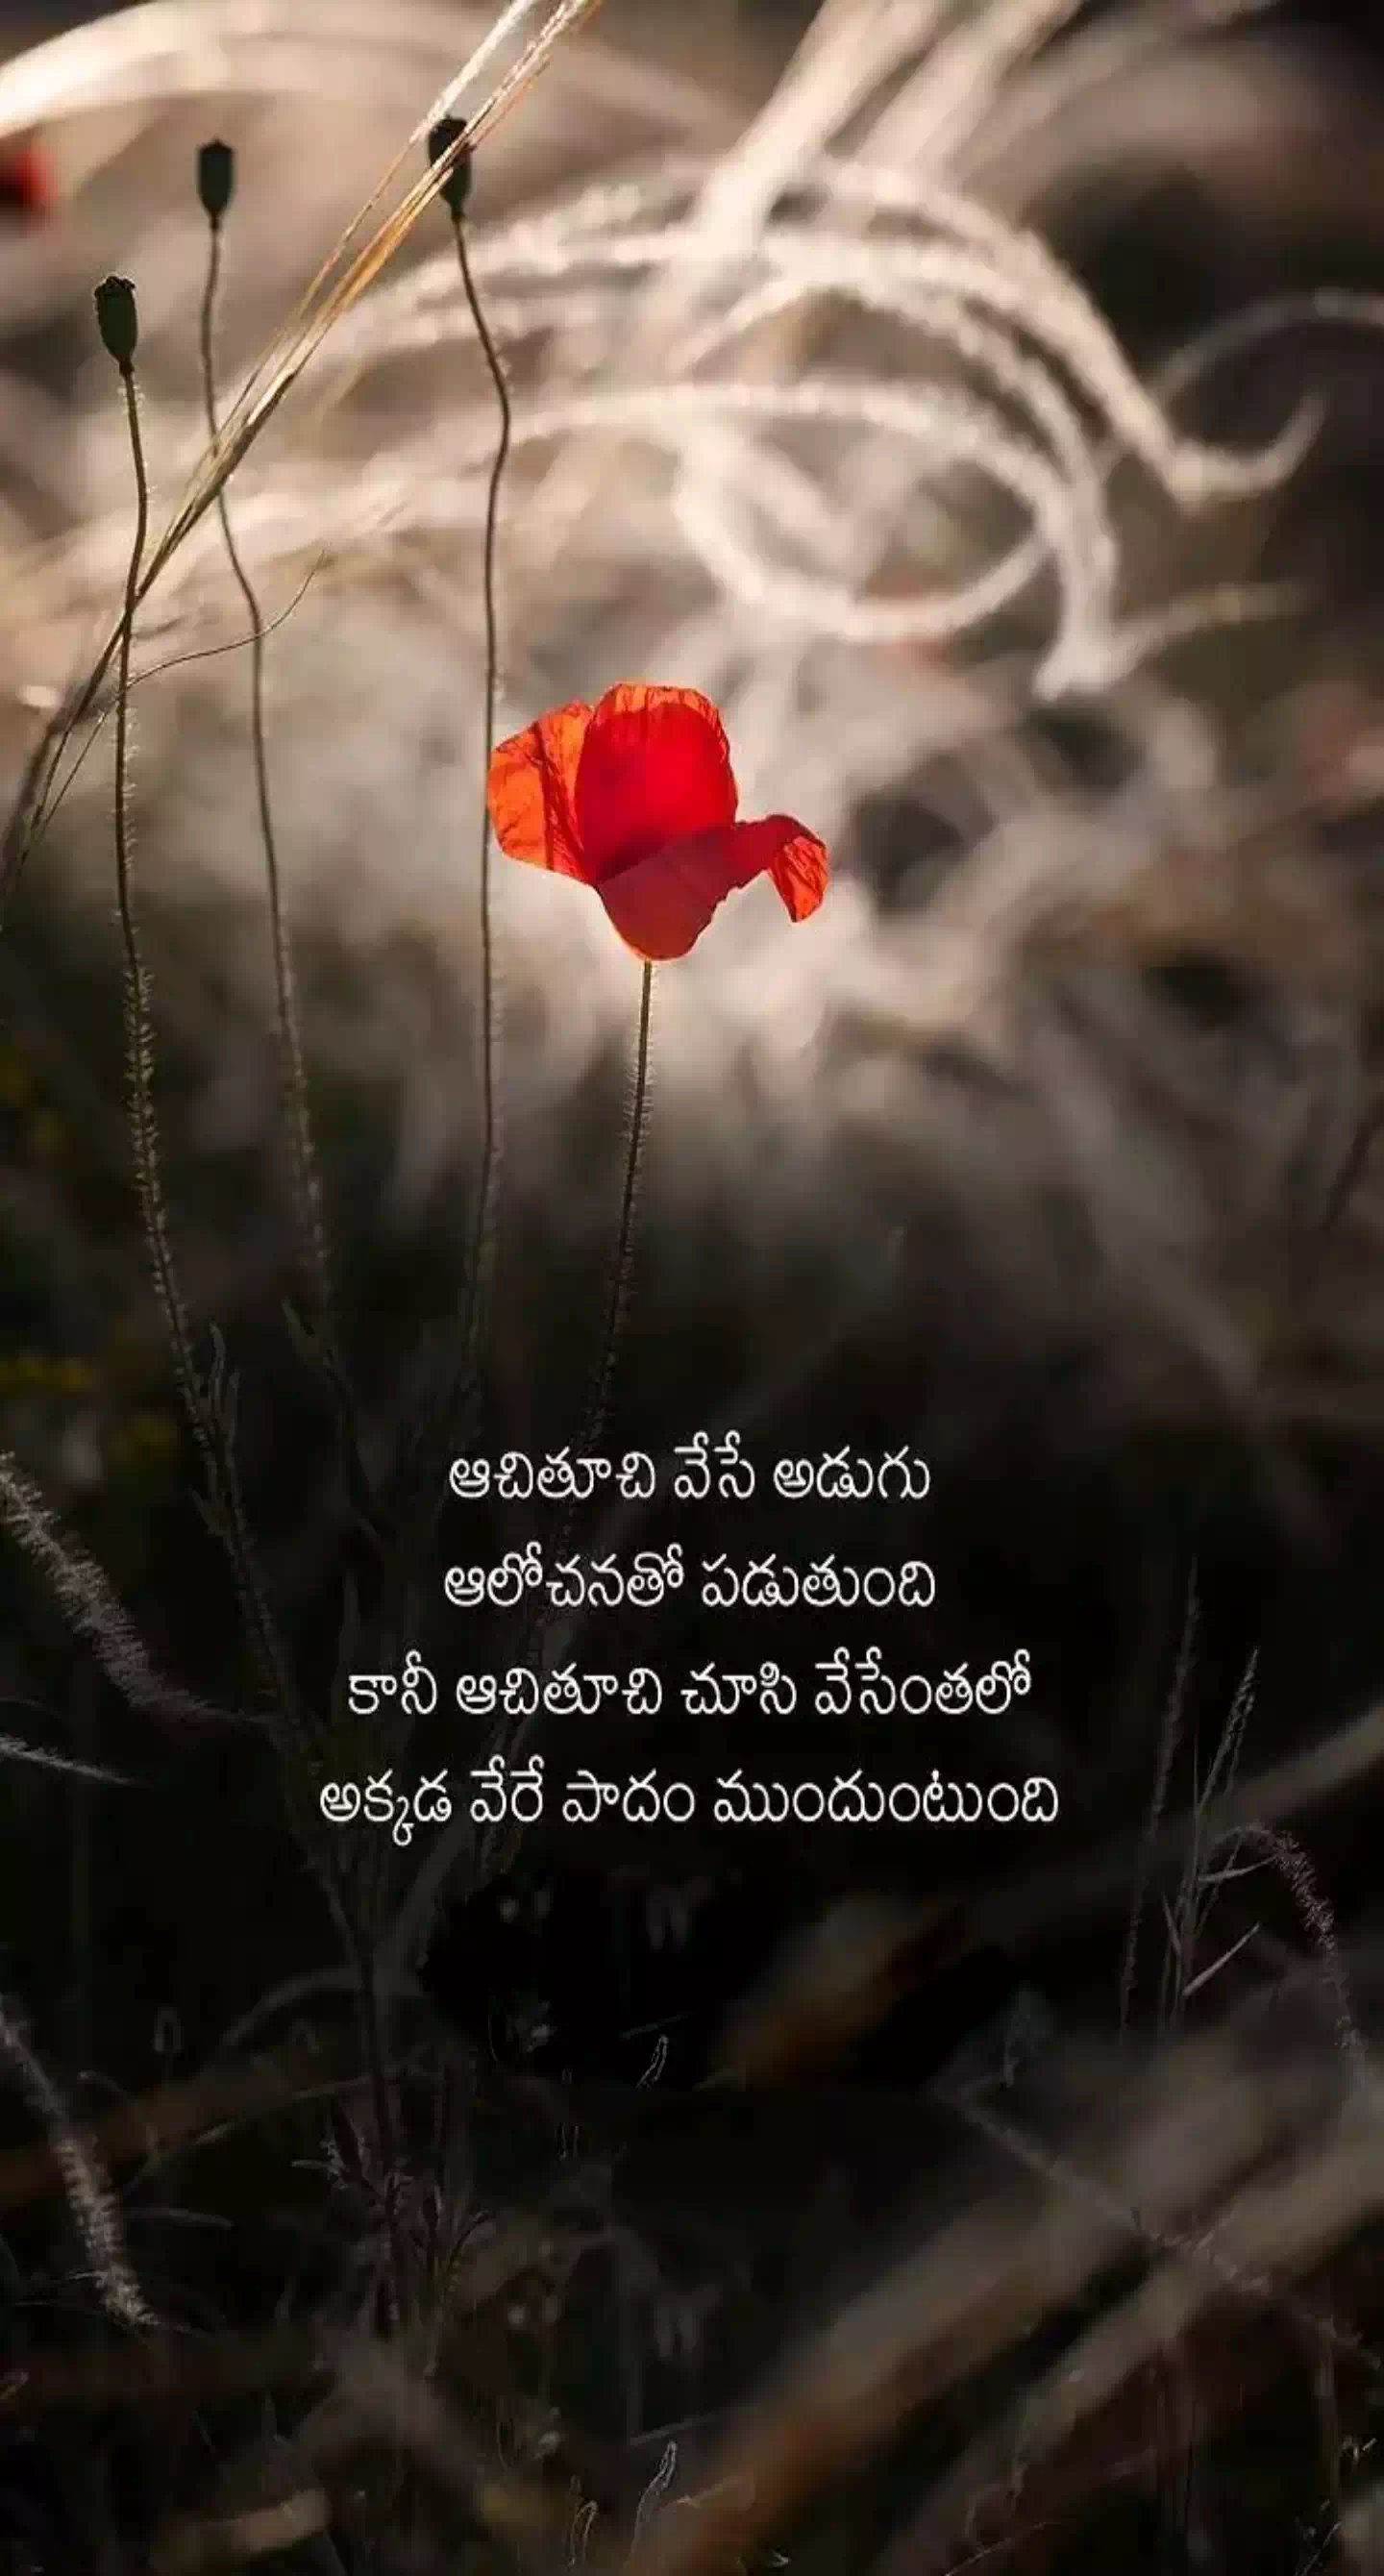 ఆచితూచి వేసే అడుగు
ఆలోచనతో పడుతుంది
కానీ ఆచితూచి చూసి వేసేంతలో
అక్కడ వేరే పాదం ముందుంటుంది